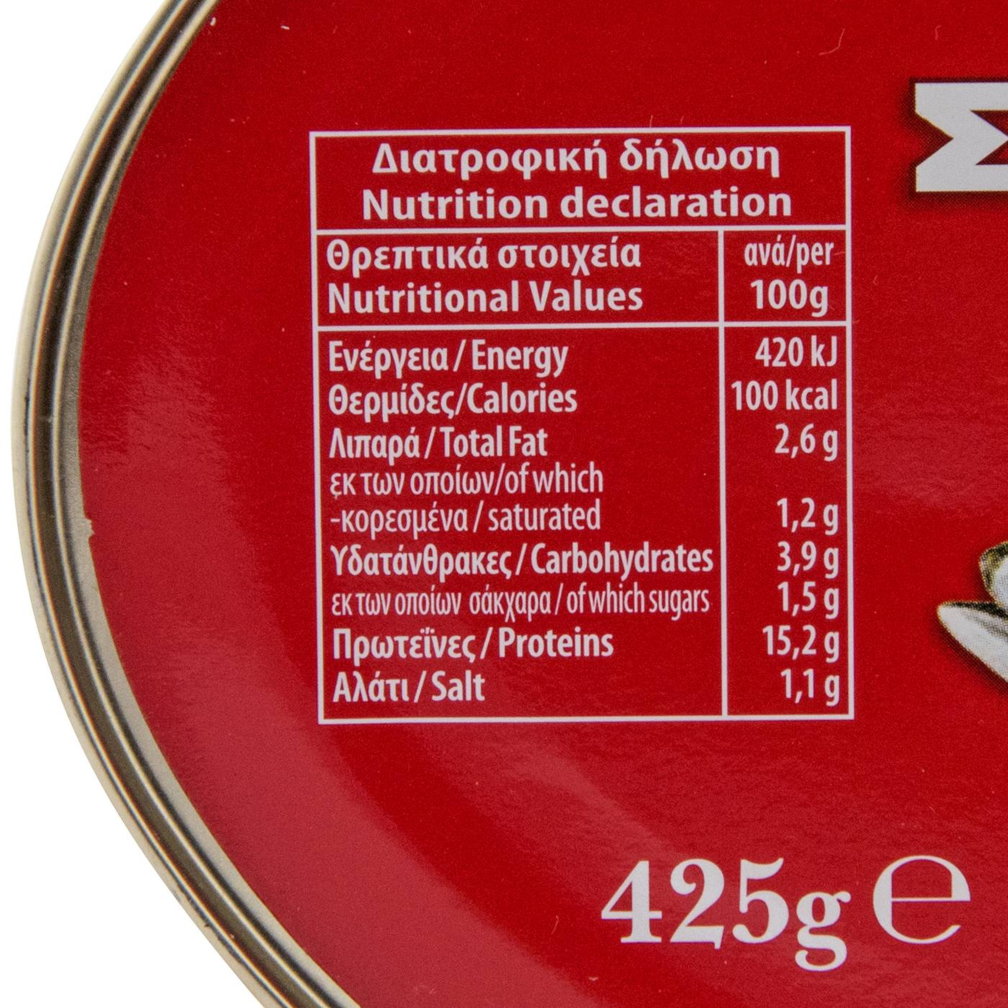 Διατροφική δήλωση
Nutrition declaration
Θρεπτικά στοιχεία ανά/per
Nutritional Values 100g
Ενέργεια / Energy 420 kJ
Θερμίδες/Calories 100 kcal
Λιπαρά / Total Fat 2,6 g
εκ των οποίων/of which
-κορεσμένα / saturated 1,2 g
Υδατάνθρακες / Carbohydrates 3,9 g
εκ των οποίων σάκχαρα / of which sugars 1,5 g
Πρωτεΐνες / Proteins 15,2 g
Αλάτι / Salt 1,1 g
425g ℮